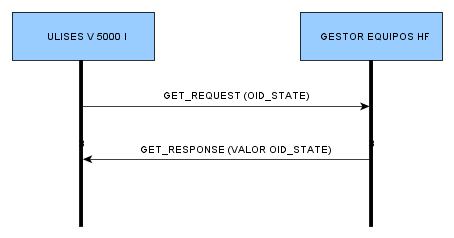 ULISES V 5000 I
GESTOR EQUIPOS HF
GET_REQUEST (OID_STATE)
GET_RESPONSE (VALOR OID_STATE)